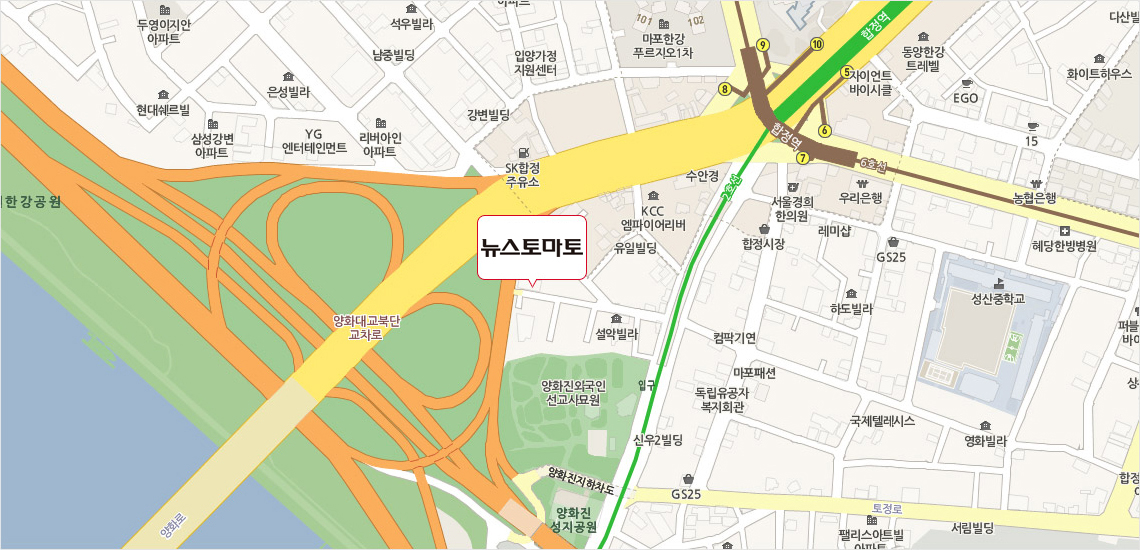 두영이지안
아파트
석우빌라
남중빌딩
입양가정
지원센터
101
102
마포한강
푸르지오1차
9
10
합정역
5
8
자이언트
바이시클
동양한강
트레벨
화이트하우스
EGO
15
현대쉐르빌
은성빌라
강변빌딩
삼성강변
아파트
YG
엔터테인먼트
리버아인
아파트
SK합정
주유소
합정역
6
7
6호선
2호선
수안경
서울경희
한의원
우리은행
농협은행
한강공원
KCC
엠파이어리버
유일빌딩
합정시장
레미샵
GS25
혜당한방병원
뉴스토마토
성산중학교
양화대교북단
교차로
설악빌라
하도빌라
컴팍기연
마포패션
양화진외국인
선교사묘원
입구
독립유공자
복지회관
국제텔레시스
신우2빌딩
영화빌라
양화진지하차도
GS25
토정로
양화로
양화진
성지공원
팰리스아트빌
아파트
서림빌딩